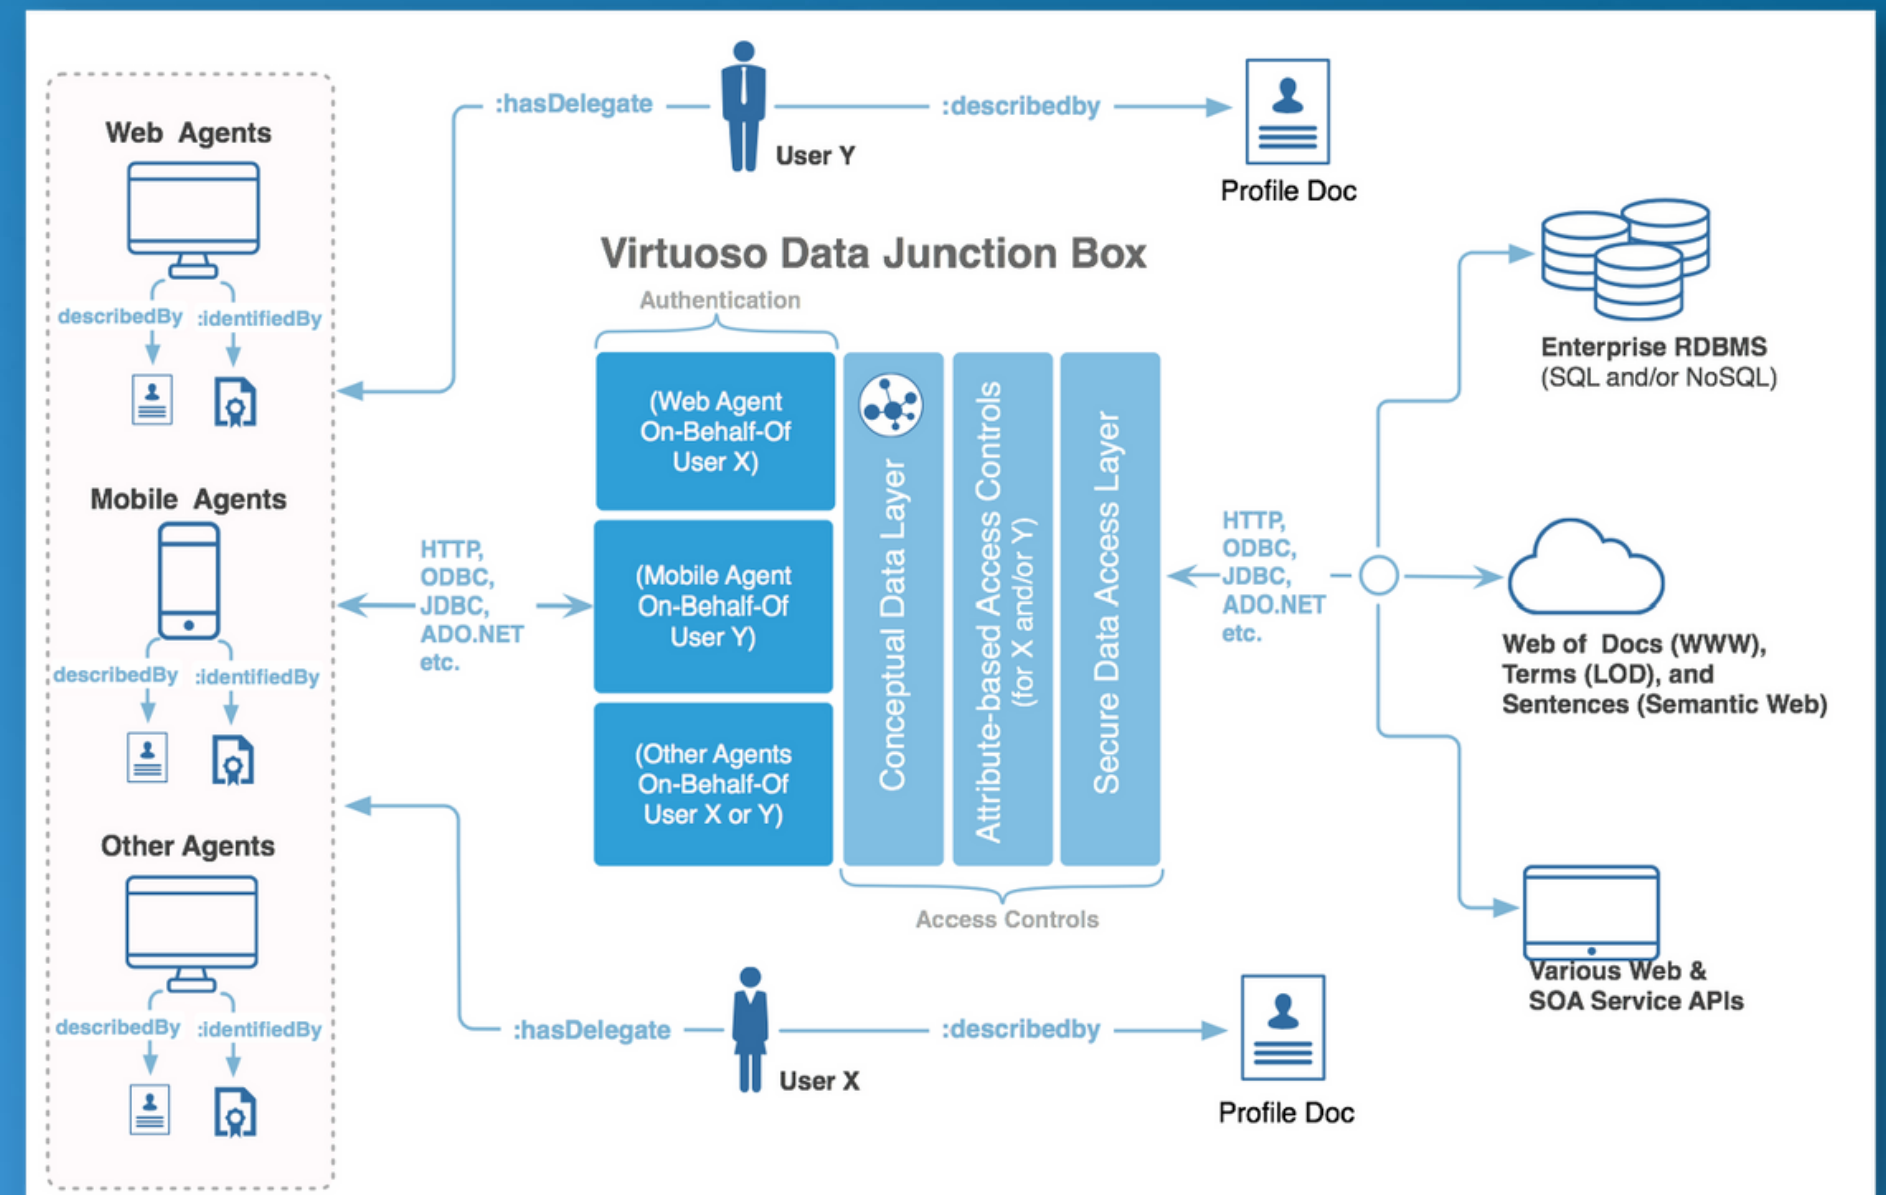 :hasDelegate
:describedby
User Y
Profile Doc
Web Agents
describedBy
:identifiedBy
Mobile Agents
describedBy
:identifiedBy
Other Agents
describedBy
:identifiedBy
HTTP,
ODBC,
JDBC,
ADO.NET
etc.
Virtuoso Data Junction Box
Authentication
(Web Agent
On-Behalf-Of
User X)
(Mobile Agent
On-Behalf-Of
User Y)
(Other Agents
On-Behalf-Of
User X or Y)
Conceptual Data Layer
Attribute-based Access Controls
(for X and/or Y)
Secure Data Access Layer
Access Controls
HTTP,
ODBC,
JDBC,
ADO.NET
etc.
Enterprise RDBMS
(SQL and/or NoSQL)
Web of Docs (WWW),
Terms (LOD), and
Sentences (Semantic Web)
Various Web &
SOA Service APIs
:hasDelegate
:describedby
User X
Profile Doc